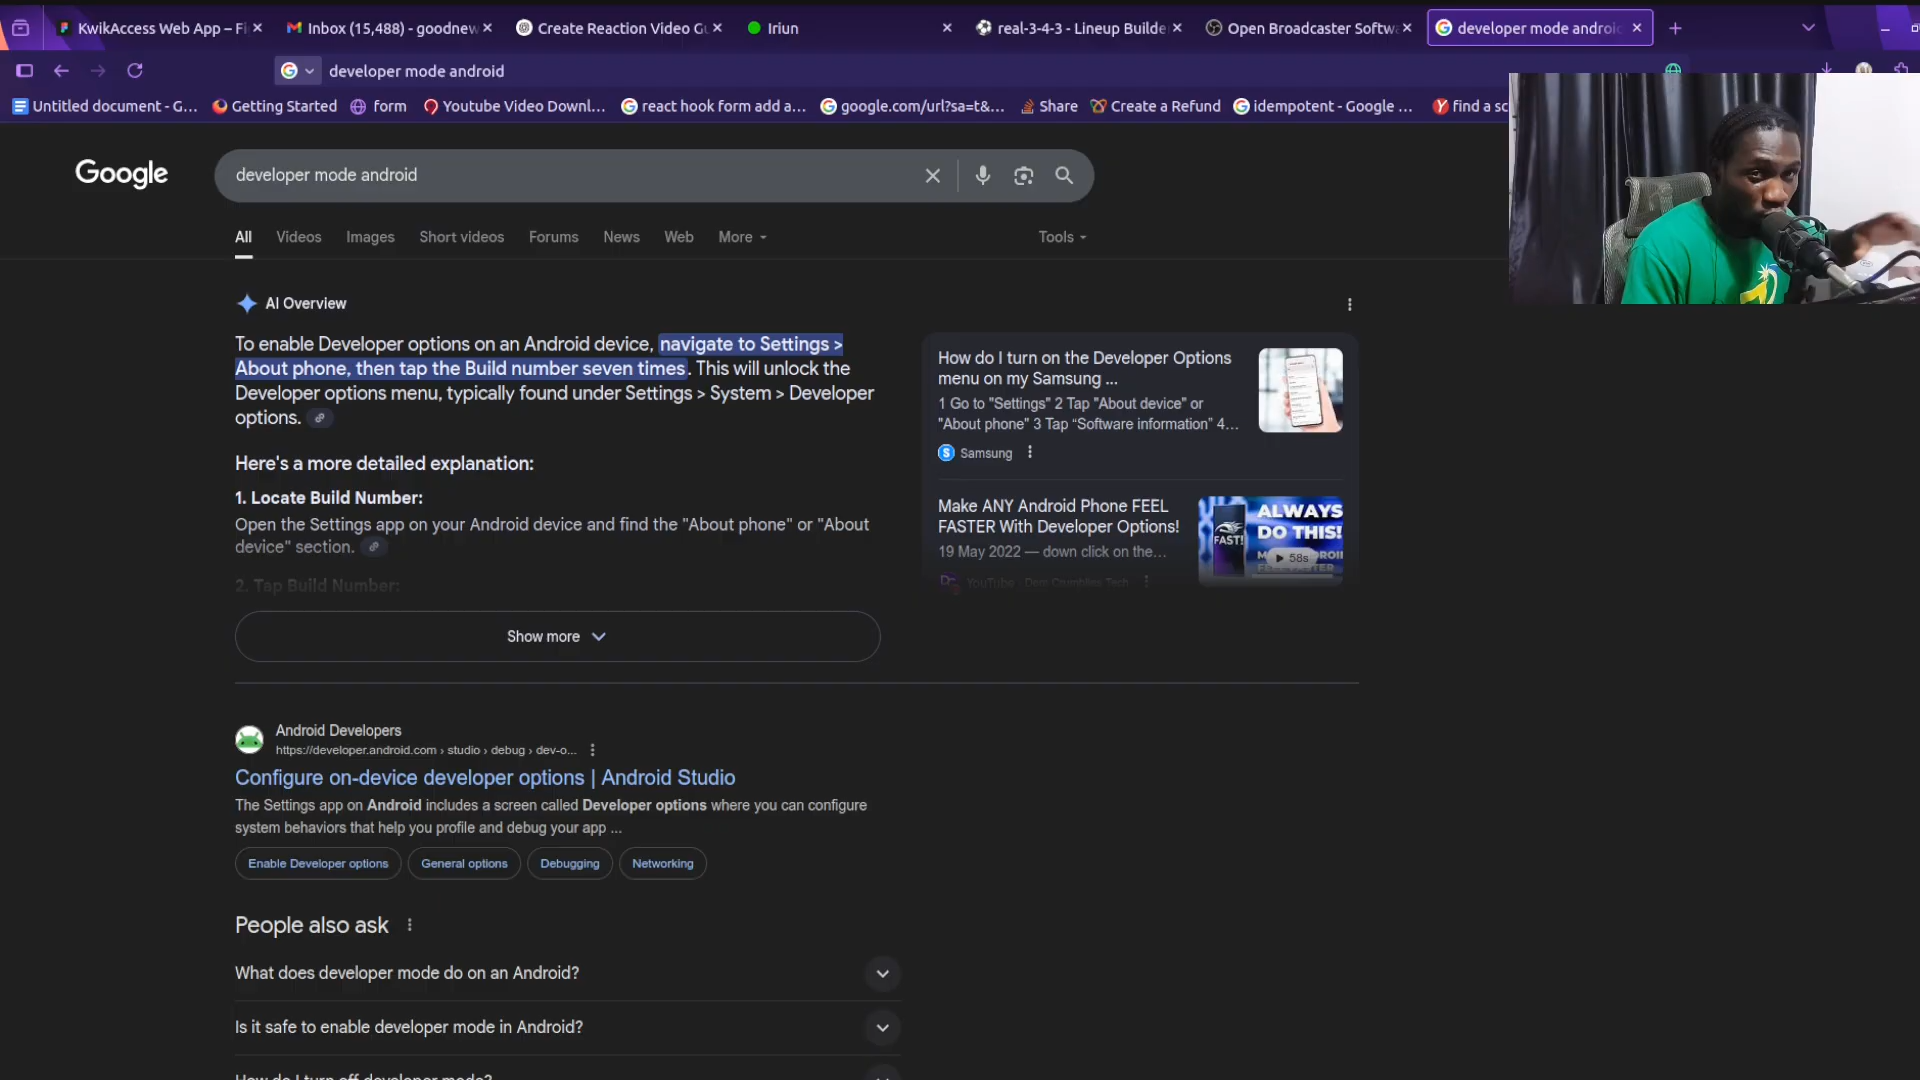 KwikAccess Web App – Fi
Inbox (15,488) - goodnew
Create Reaction Video G
Iriun
real-3-4-3 - Lineup Builde
Open Broadcaster Softw
developer mode android
developer mode android
Untitled document - G...
Getting Started
form
Youtube Video Downl...
react hook form add a...
google.com/url?sa=t&...
Share
Create a Refund
idempotent - Google ...
find a sc
Google
developer mode android
All
Videos
Images
Short videos
Forums
News
Web
More
Tools
AI Overview
To enable Developer options on an Android device, navigate to Settings >
About phone, then tap the Build number seven times. This will unlock the
Developer options menu, typically found under Settings > System > Developer
options.
Here's a more detailed explanation:
1. Locate Build Number:
Open the Settings app on your Android device and find the "About phone" or "About
device" section.
2. Tap Build Number:
Show more
How do I turn on the Developer Options
menu on my Samsung ...
1 Go to "Settings" 2 Tap "About device" or
"About phone" 3 Tap “Software information” 4...
Samsung
Make ANY Android Phone FEEL
FASTER With Developer Options!
19 May 2022 — down click on the...
ALWAYS
DO THIS!
FAST!
58s
Android Developers
https://developer.android.com › studio › debug › dev-o...
Configure on-device developer options | Android Studio
The Settings app on Android includes a screen called Developer options where you can configure
system behaviors that help you profile and debug your app ...
Enable Developer options
General options
Debugging
Networking
People also ask
What does developer mode do on an Android?
Is it safe to enable developer mode in Android?
How do I turn off developer mode?